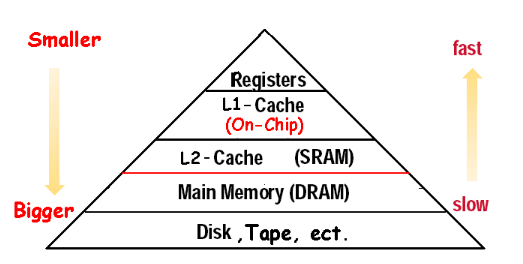 Smaller
fast
Registers
L1-Cache
(On-Chip)
L2-Cache (SRAM)
Main Memory (DRAM)
Bigger
slow
Disk ,Tape, ect.